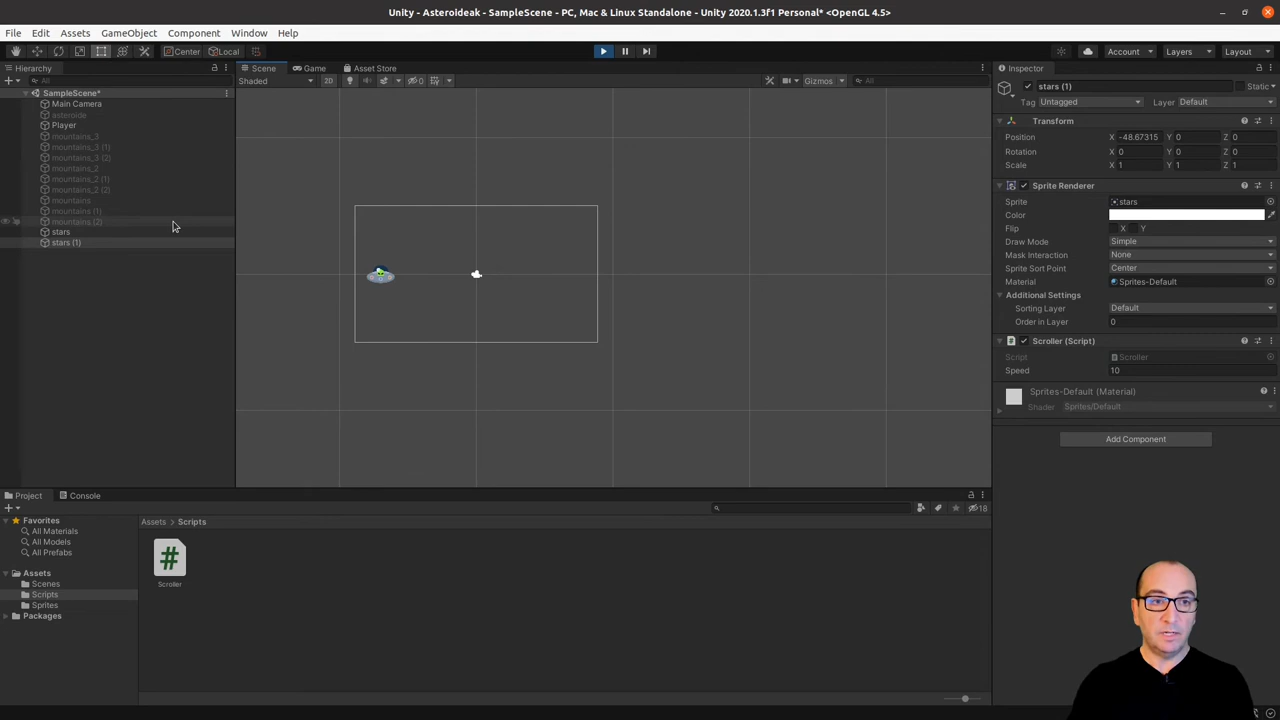 Unity - Asteroideak - SampleScene - PC, Mac & Linux Standalone - Unity 2020.1.3f1 Personal* <OpenGL 4.5>
File Edit Assets GameObject Component Window Help
Center Local Account Layers Layout
Hierarchy Scene Game Asset Store Inspector
All Shaded 2D 0 Gizmos All
SampleScene*
Main Camera
asteroide
Player
mountains_3
mountains_3 (1)
mountains_3 (2)
mountains_2
mountains_2 (1)
mountains_2 (2)
mountains
mountains (1)
mountains (2)
stars
stars (1)
stars (1) Static
Tag Untagged Layer Default
Transform
Position X -48.67315 Y 0 Z 0
Rotation X 0 Y 0 Z 0
Scale X 1 Y 1 Z 1
Sprite Renderer
Sprite stars
Color
Flip X Y
Draw Mode Simple
Mask Interaction None
Sprite Sort Point Center
Material Sprites-Default
Additional Settings
Sorting Layer Default
Order in Layer 0
Scroller (Script)
Script Scroller
Speed 10
Sprites-Default (Material)
Shader Sprites/Default
Add Component
Project Console
18
Favorites
All Materials
All Models
All Prefabs
Assets
Scenes
Scripts
Sprites
Packages
Assets > Scripts
#
Scroller